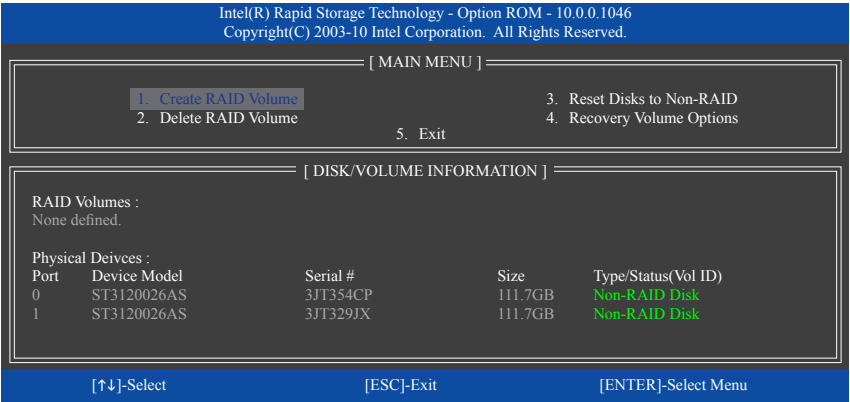 Intel(R) Rapid Storage Technology - Option ROM - 10.0.0.1046
Copyright(C) 2003-10 Intel Corporation. All Rights Reserved.
[ MAIN MENU ]
1. Create RAID Volume 3. Reset Disks to Non-RAID
2. Delete RAID Volume 4. Recovery Volume Options
5. Exit
[ DISK/VOLUME INFORMATION ]
RAID Volumes :
None defined.
Physical Deivces :
Port Device Model Serial # Size Type/Status(Vol ID)
0 ST3120026AS 3JT354CP 111.7GB Non-RAID Disk
1 ST3120026AS 3JT329JX 111.7GB Non-RAID Disk
[↑↓]-Select [ESC]-Exit [ENTER]-Select Menu